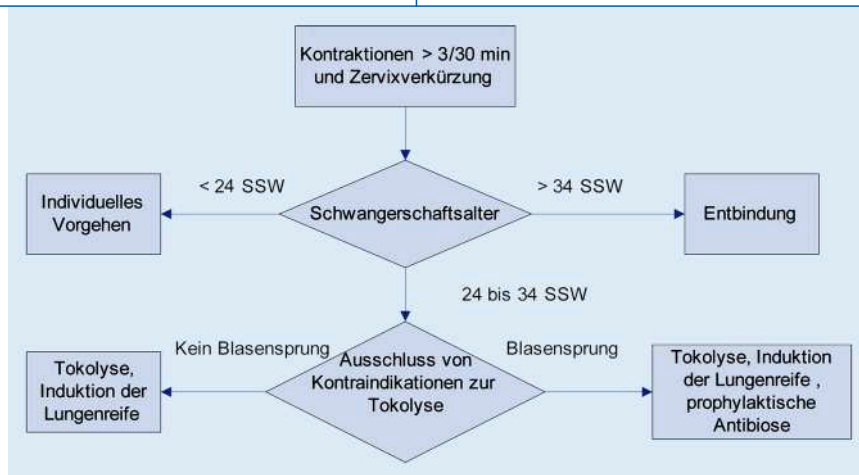 Kontraktionen > 3/30 min
und Zervixverkürzung
< 24 SSW
> 34 SSW
Individuelles
Vorgehen
Schwangerschaftsalter
Entbindung
24 bis 34 SSW
Kein Blasensprung
Blasensprung
Tokolyse,
Induktion der
Lungenreife
Ausschluss von
Kontraindikationen zur
Tokolyse
Tokolyse, Induktion
der Lungenreife ,
prophylaktische
Antibiose